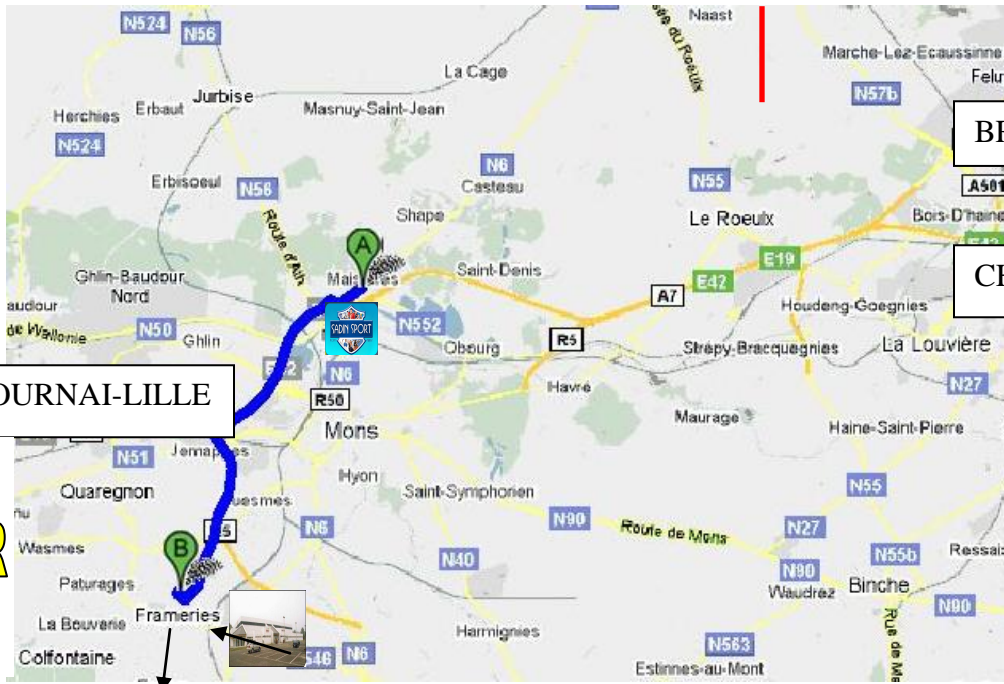 Naast
N524
N56
Marche-Lez-Ecaussinne
La Cage
Jurbise
N57b
Herchies
Erbaut
Masnuy-Saint-Jean
N524
N6
A501
Erbisoeul
N56
Casteau
N55
Route d'Ath
Shape
Le Roeulx
Bois-D'haine
A
E19
Ghlin-Baudour
Nord
Saint-Denis
E42
A7
Houdeng-Goegnies
N50
Ghlin
SADIN SPORT
N552
Obourg
R5
Strépy-Bracquegnies
La Louvière
N6
OURNAI-LILLE
R50
Havré
N27
Mons
Maurage
Haine-Saint-Pierre
N51
Hyon
Quaregnon
Saint-Symphorien
N55
N90
Route de Mons
N27
Wasmes
B
N6
N40
N55b
Paturages
N90
Waudrez
Binche
La Bouverie
Frameries
N90
Harmignies
Colfontaine
N6
N563
Estinnes-au-Mont